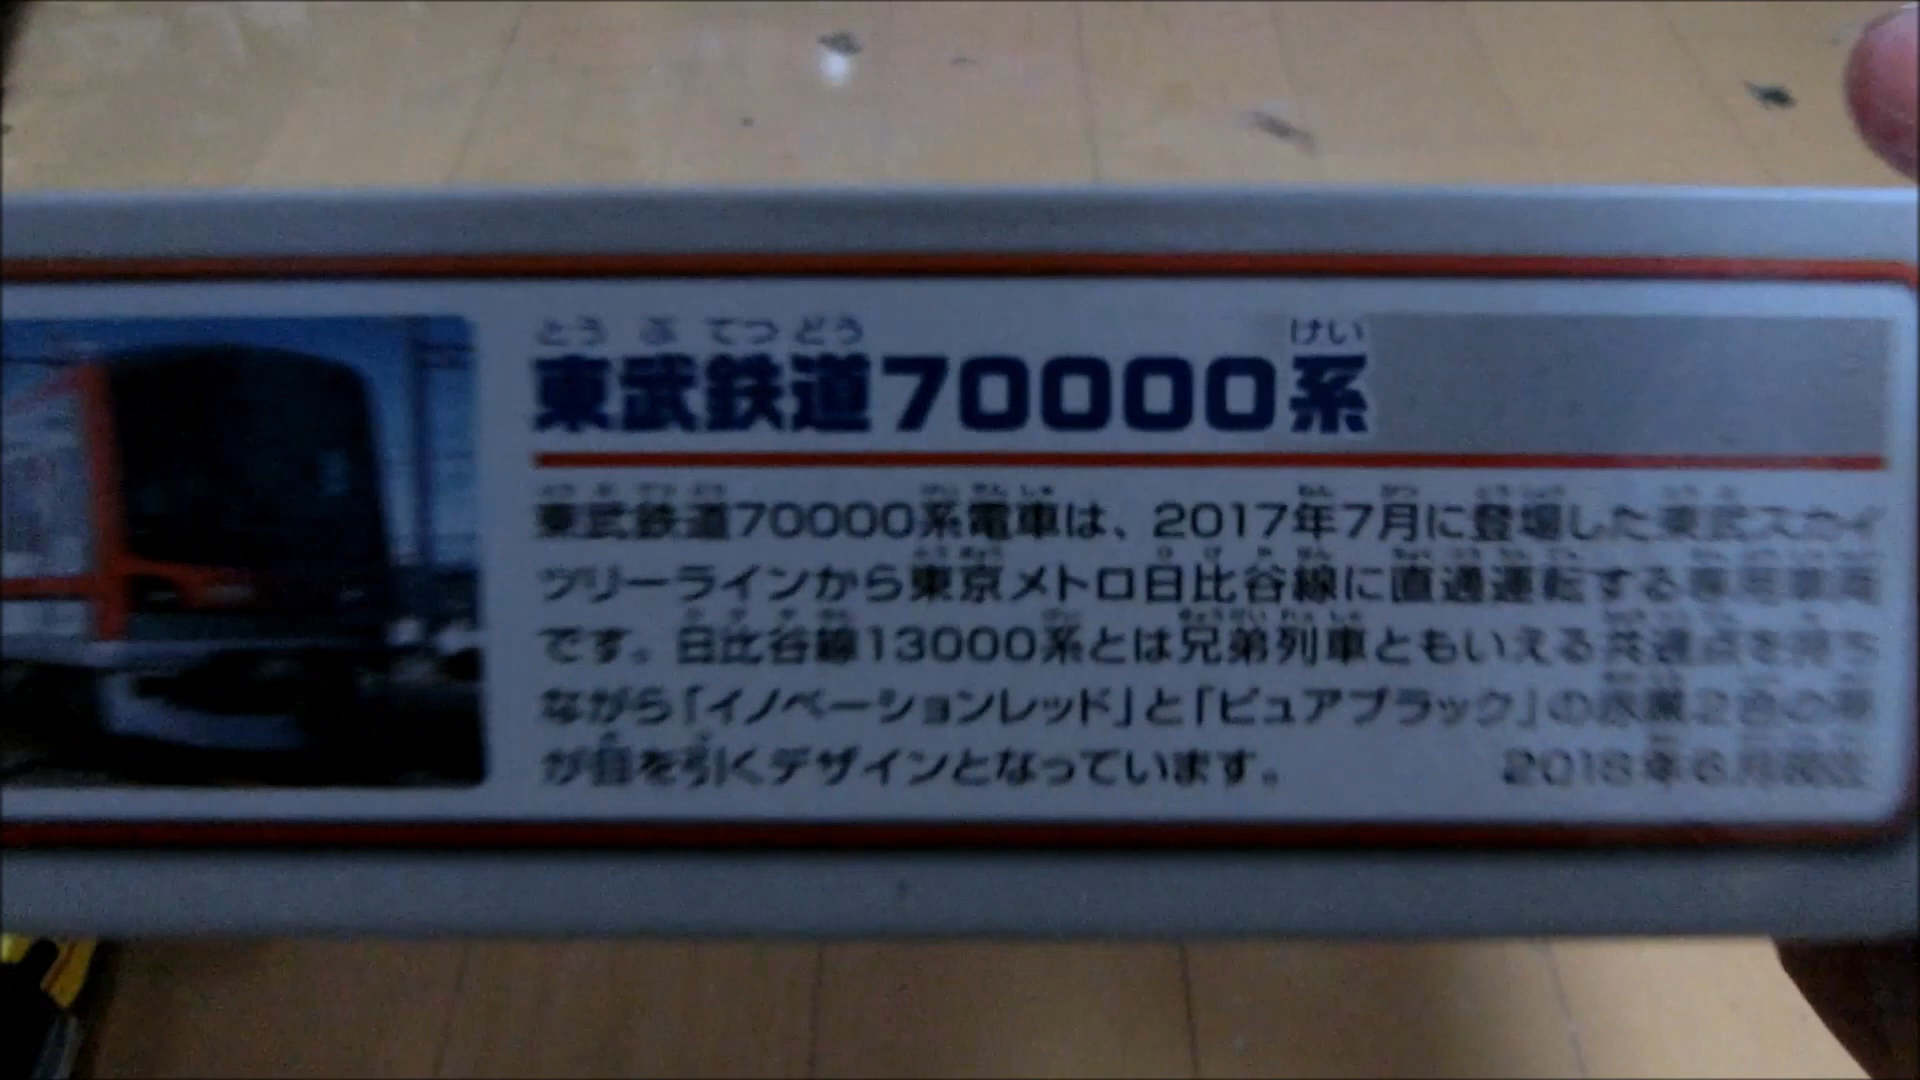 とう ぶ てつ どう けい
東武鉄道70000系
東武鉄道70000系電車は、2017年7月に登場した東武スカイ
ツリーラインから東京メトロ日比谷線に直通運転する専用車両
です。日比谷線13000系とは兄弟列車ともいえる共通点を持ち
ながら「イノベーションレッド」と「ピュアブラック」の赤黒2色の帯
が目を引くデザインとなっています。 2018年6月現在